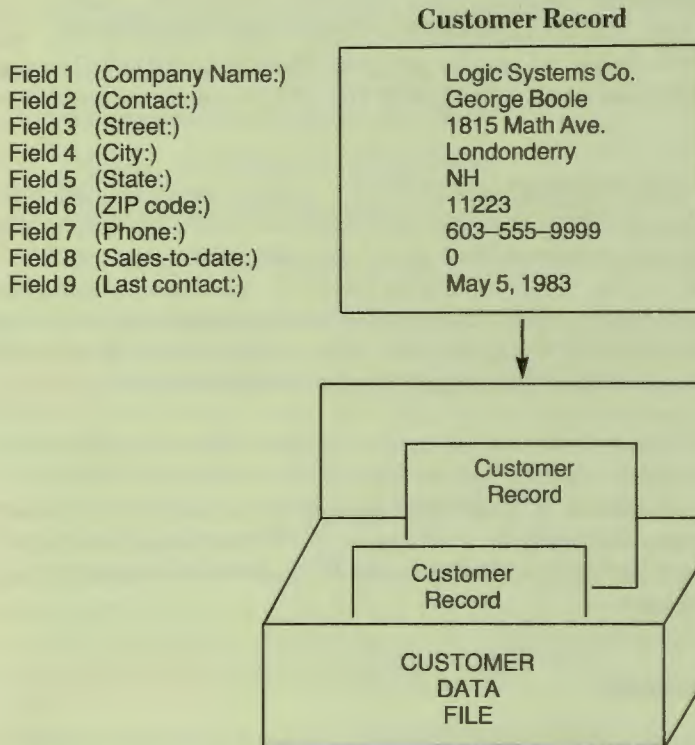 Customer Record
Field 1 (Company Name:) Logic Systems Co.
Field 2 (Contact:) George Boole
Field 3 (Street:) 1815 Math Ave.
Field 4 (City:) Londonderry
Field 5 (State:) NH
Field 6 (ZIP code:) 11223
Field 7 (Phone:) 603–555–9999
Field 8 (Sales-to-date:) 0
Field 9 (Last contact:) May 5, 1983
Customer
Record
Customer
Record
CUSTOMER
DATA
FILE